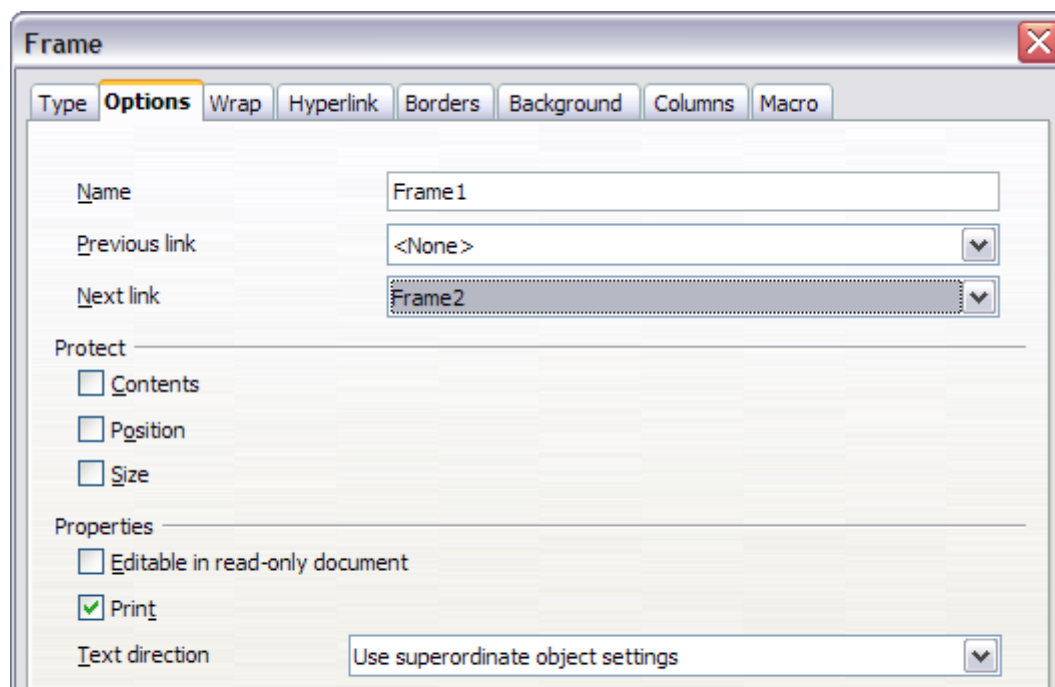 Frame
Type Options Wrap Hyperlink Borders Background Columns Macro
Name Frame1
Previous link <None>
Next link Frame2
Protect
Contents
Position
Size
Properties
Editable in read-only document
Print
Text direction Use superordinate object settings